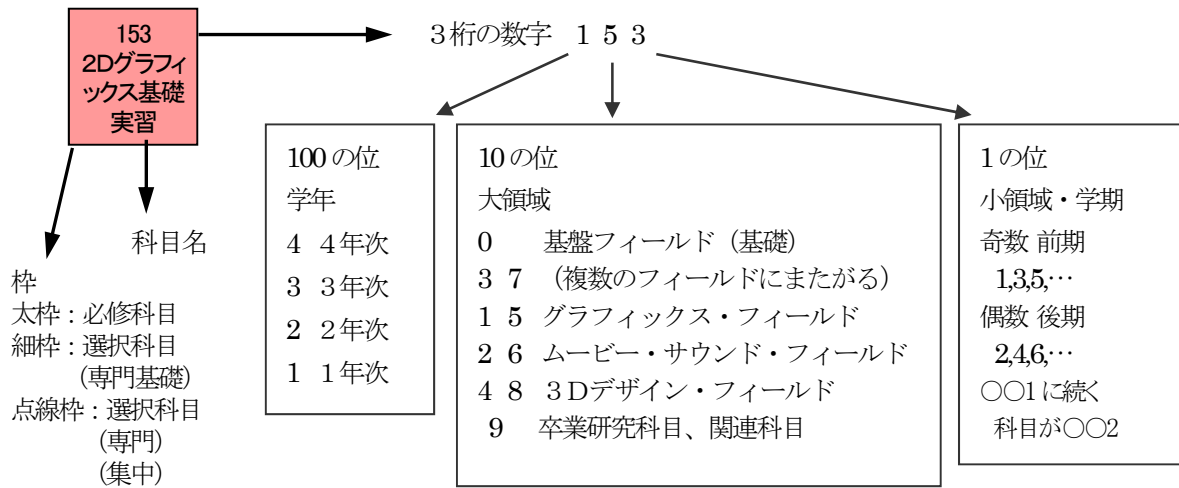 153
2Dグラフィ
ックス基礎
実習
3桁の数字 1 5 3
科目名
枠
太枠：必修科目
細枠：選択科目
（専門基礎）
点線枠：選択科目
（専門）
（集中）
100 の位
学年
4 4年次
3 3年次
2 2年次
1 1年次
10 の位
大領域
0 基盤フィールド（基礎）
3 7 （複数のフィールドにまたがる）
1 5 グラフィックス・フィールド
2 6 ムービー・サウンド・フィールド
4 8 3Dデザイン・フィールド
9 卒業研究科目、関連科目
1 の位
小領域・学期
奇数 前期
1,3,5,…
偶数 後期
2,4,6,…
○○1 に続く
科目が○○2